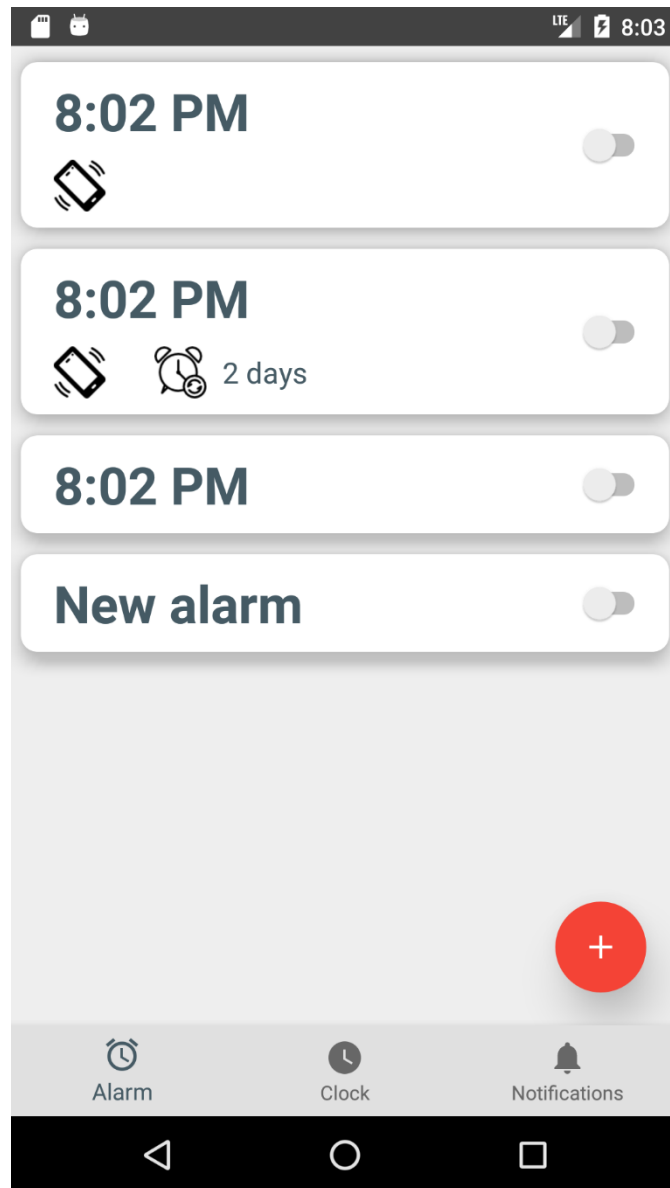 LTE 8:03
8:02 PM
8:02 PM
2 days
8:02 PM
New alarm
Alarm Clock Notifications